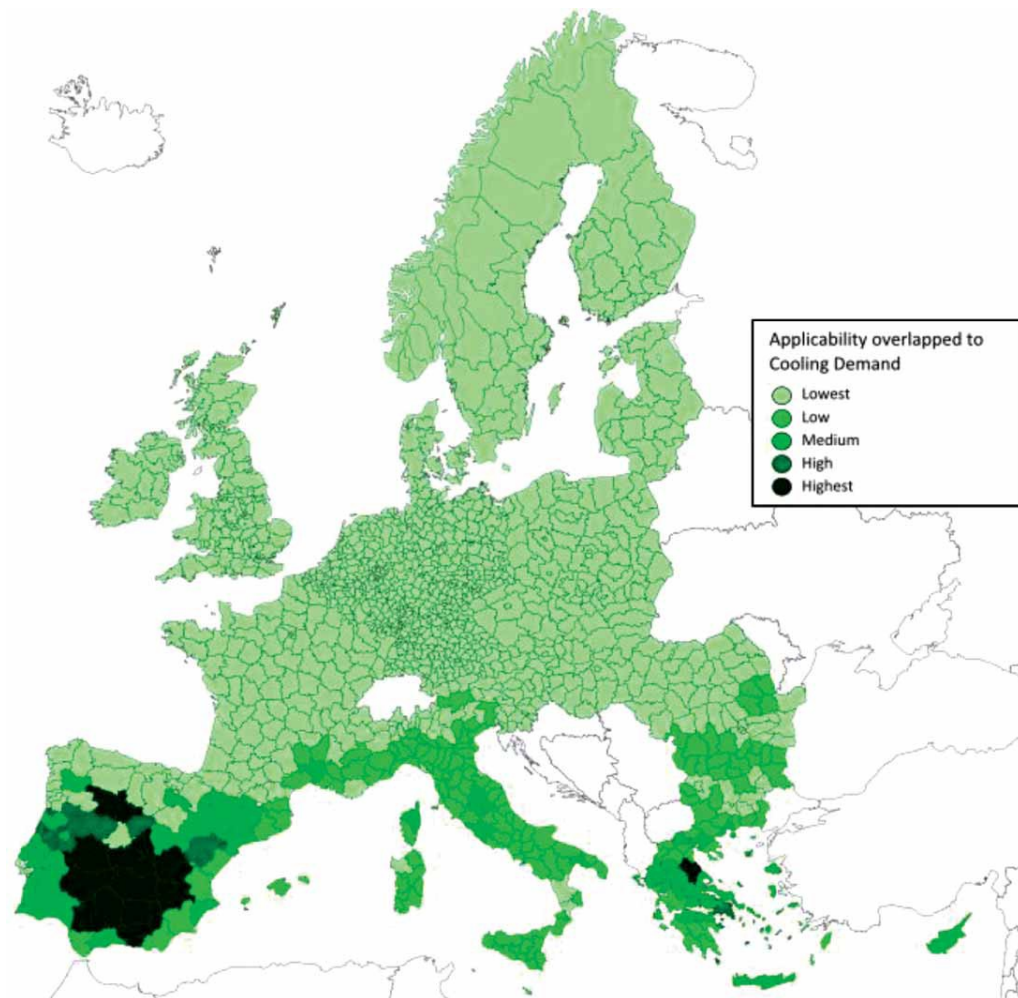 Applicability overlapped to
Cooling Demand
Lowest
Low
Medium
High
Highest